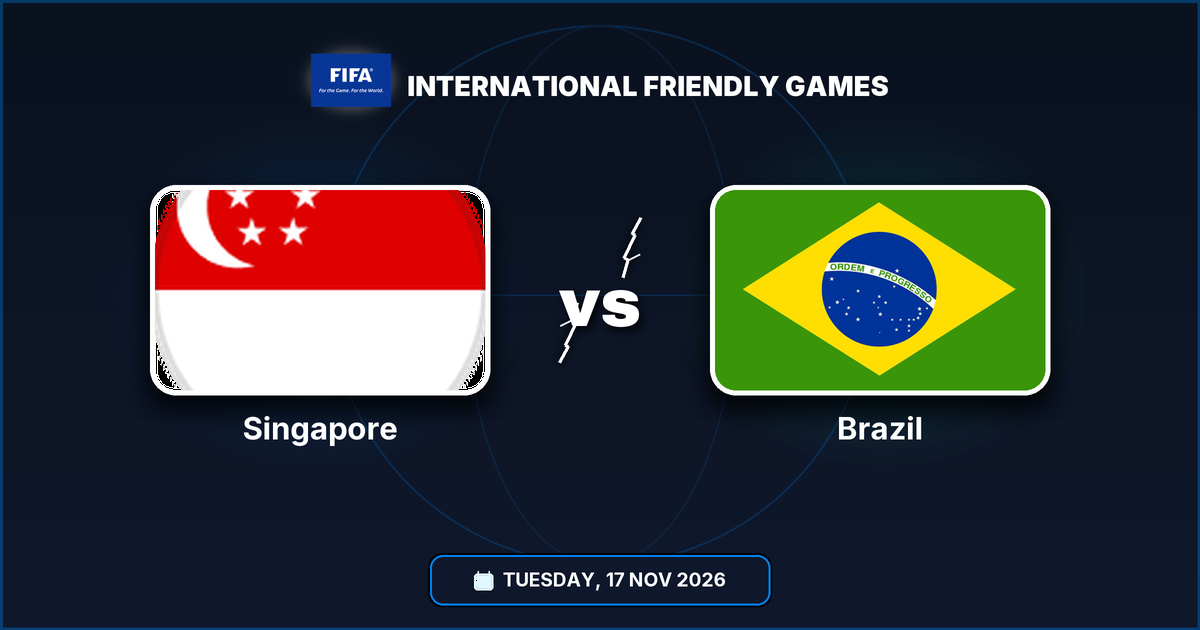 FIFA®
For the Game. For the World.
INTERNATIONAL FRIENDLY GAMES
vs
ORDEM E PROGRESSO
Singapore
Brazil
TUESDAY, 17 NOV 2026